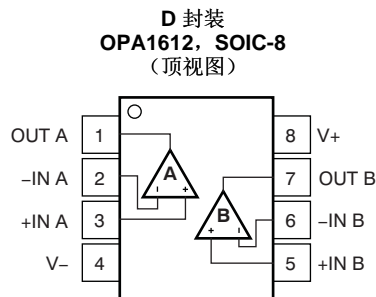 D 封装
OPA1612，SOIC-8
（顶视图）
OUT A 1 8 V+
–IN A 2 A 7 OUT B
+IN A 3 B 6 –IN B
V– 4 5 +IN B